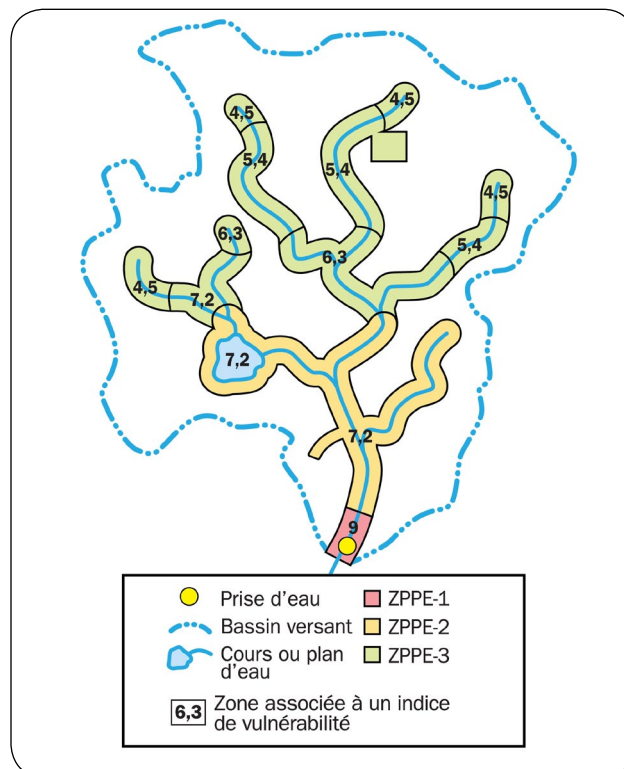 4,5
4,5
5,4
5,4
4,5
6,3
6,3
5,4
4,5
7,2
7,2
7,2
9
Prise d'eau
ZPPE-1
Bassin versant
ZPPE-2
Cours ou plan
d'eau
ZPPE-3
6,3
Zone associée à un indice
de vulnérabilité